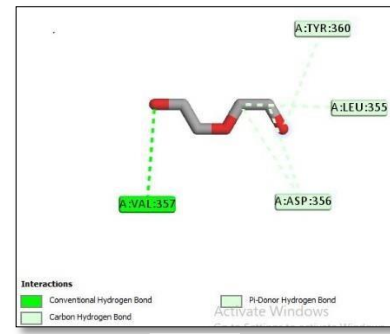 A:TYR:360
A:LEU:355
A:VAL:357
A:ASP:356
Interactions
Conventional Hydrogen Bond
Pi-Donor Hydrogen Bond
Carbon Hydrogen Bond
Activate Windows